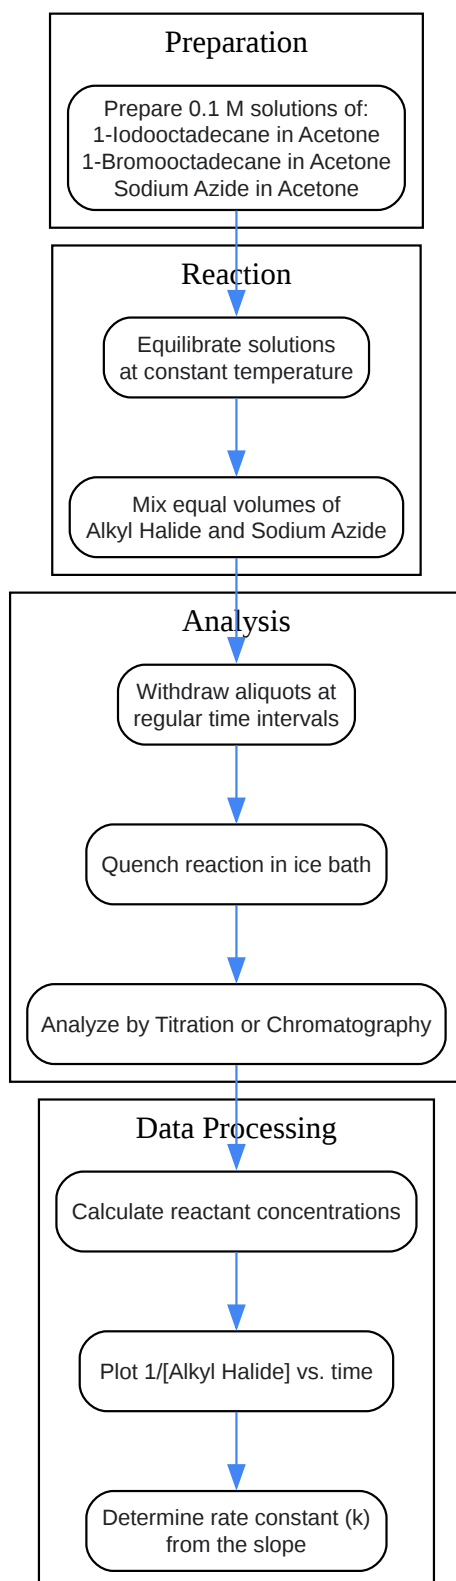 Preparation
Prepare 0.1 M solutions of:
1-Iodooctadecane in Acetone
1-Bromooctadecane in Acetone
Sodium Azide in Acetone
Reaction
Equilibrate solutions
at constant temperature
Mix equal volumes of
Alkyl Halide and Sodium Azide
Analysis
Withdraw aliquots at
regular time intervals
Quench reaction in ice bath
Analyze by Titration or Chromatography
Data Processing
Calculate reactant concentrations
Plot 1/[Alkyl Halide] vs. time
Determine rate constant (k)
from the slope